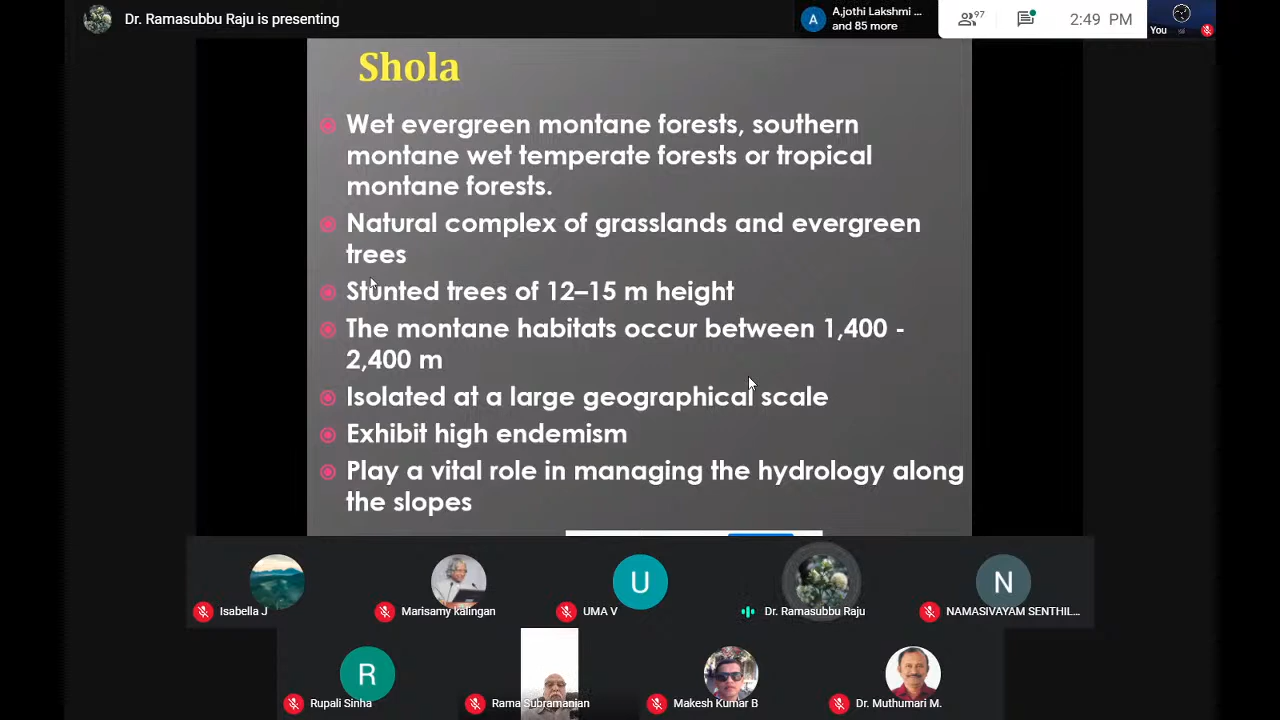 Dr. Ramasubbu Raju is presenting
A.jothi Lakshmi ...
and 85 more
97
2:49 PM
You
Shola
Wet evergreen montane forests, southern
montane wet temperate forests or tropical
montane forests.
Natural complex of grasslands and evergreen
trees
Stunted trees of 12–15 m height
The montane habitats occur between 1,400 -
2,400 m
Isolated at a large geographical scale
Exhibit high endemism
Play a vital role in managing the hydrology along
the slopes
A
U
N
Isabella J
Marisamy kalingan
UMA V
Dr. Ramasubbu Raju
NAMASIVAYAM SENTHIL...
R
Rupali Sinha
Rama Subramanian
Makesh Kumar B
Dr. Muthumari M.